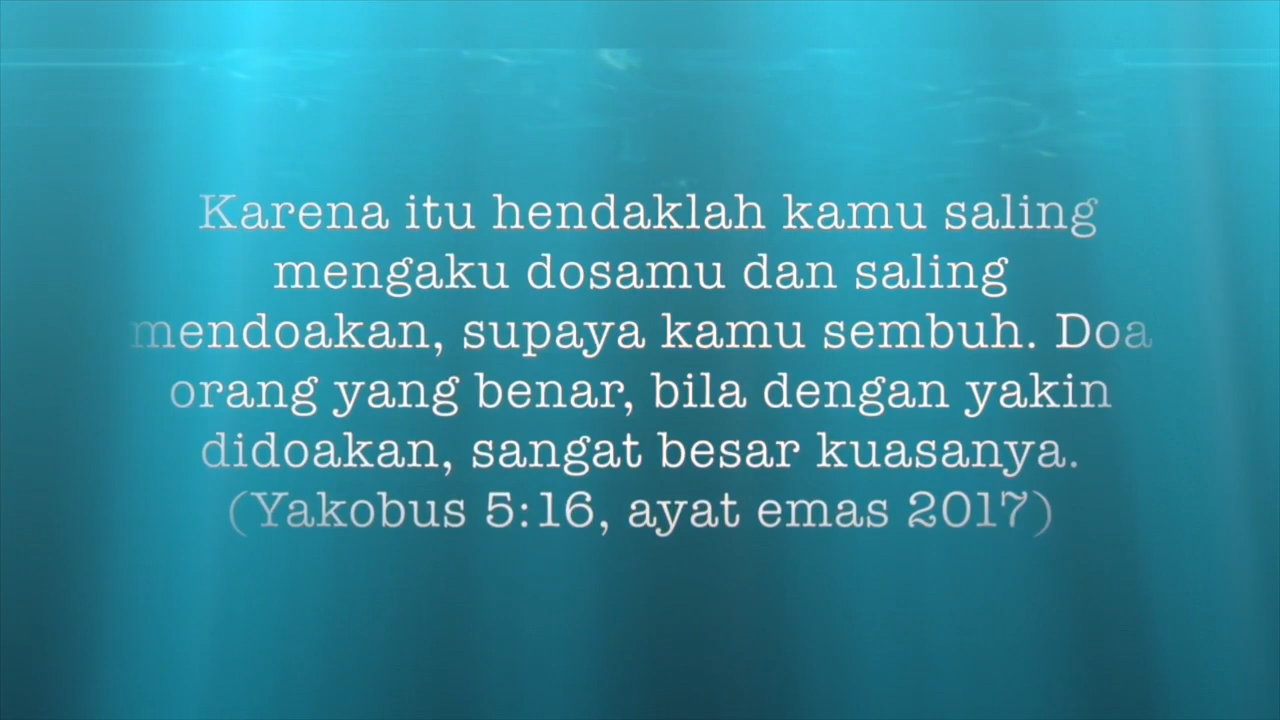 Karena itu hendaklah kamu saling
mengaku dosamu dan saling
mendoakan, supaya kamu sembuh. Doa
orang yang benar, bila dengan yakin
didoakan, sangat besar kuasanya.
(Yakobus 5:16, ayat emas 2017)